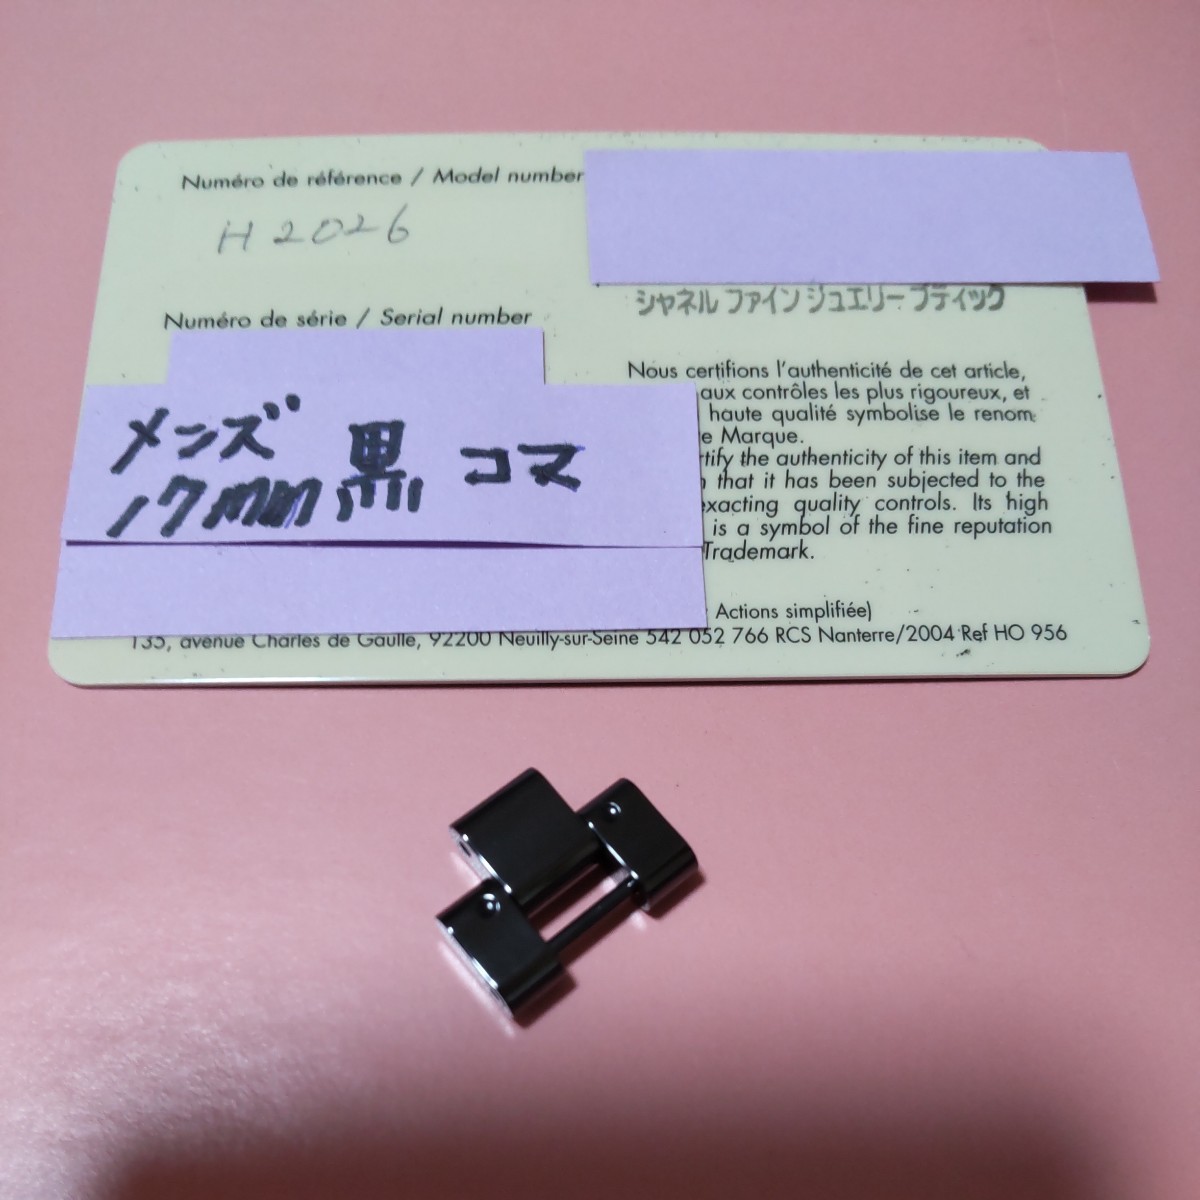 Numéro de référence / Model number
H2026
シャネル ファイン ジュエリー ブティック
Numéro de série / Serial number
メンズ
17mm 黒 コマ
Nous certifions l'authenticité de cet article,
aux contrôles les plus rigoureux, et
haute qualité symbolise le renom
Marque.
the authenticity of this item and
that it has been subjected to the
exacting quality controls. Its high
is a symbol of the fine reputation
Trademark.
Actions simplifiée)
135, avenue Charles de Gaulle, 92200 Neuilly-sur-Seine 542 052 766 RCS Nanterre/2004 Ref HO 956